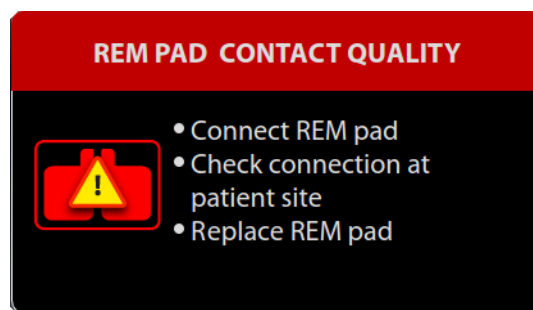 REM PAD CONTACT QUALITY
• Connect REM pad
• Check connection at
patient site
• Replace REM pad
!